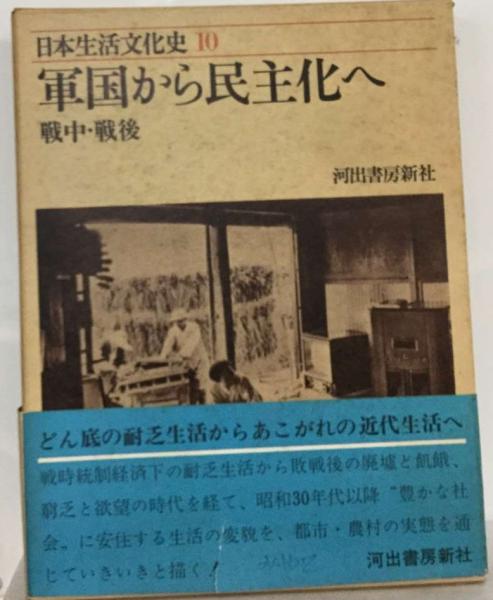 日本生活文化史 10
軍国から民主化へ
戦中・戦後
河出書房新社
どん底の耐乏生活からあこがれの近代生活へ
戦時統制経済下の耐乏生活から敗戦後の廃墟と飢餓、
窮乏と欲望の時代を経て、昭和30年代以降〝豊かな社
会〟に安住する生活の変貌を、都市・農村の実態を通
じていきいきと描く!
河出書房新社